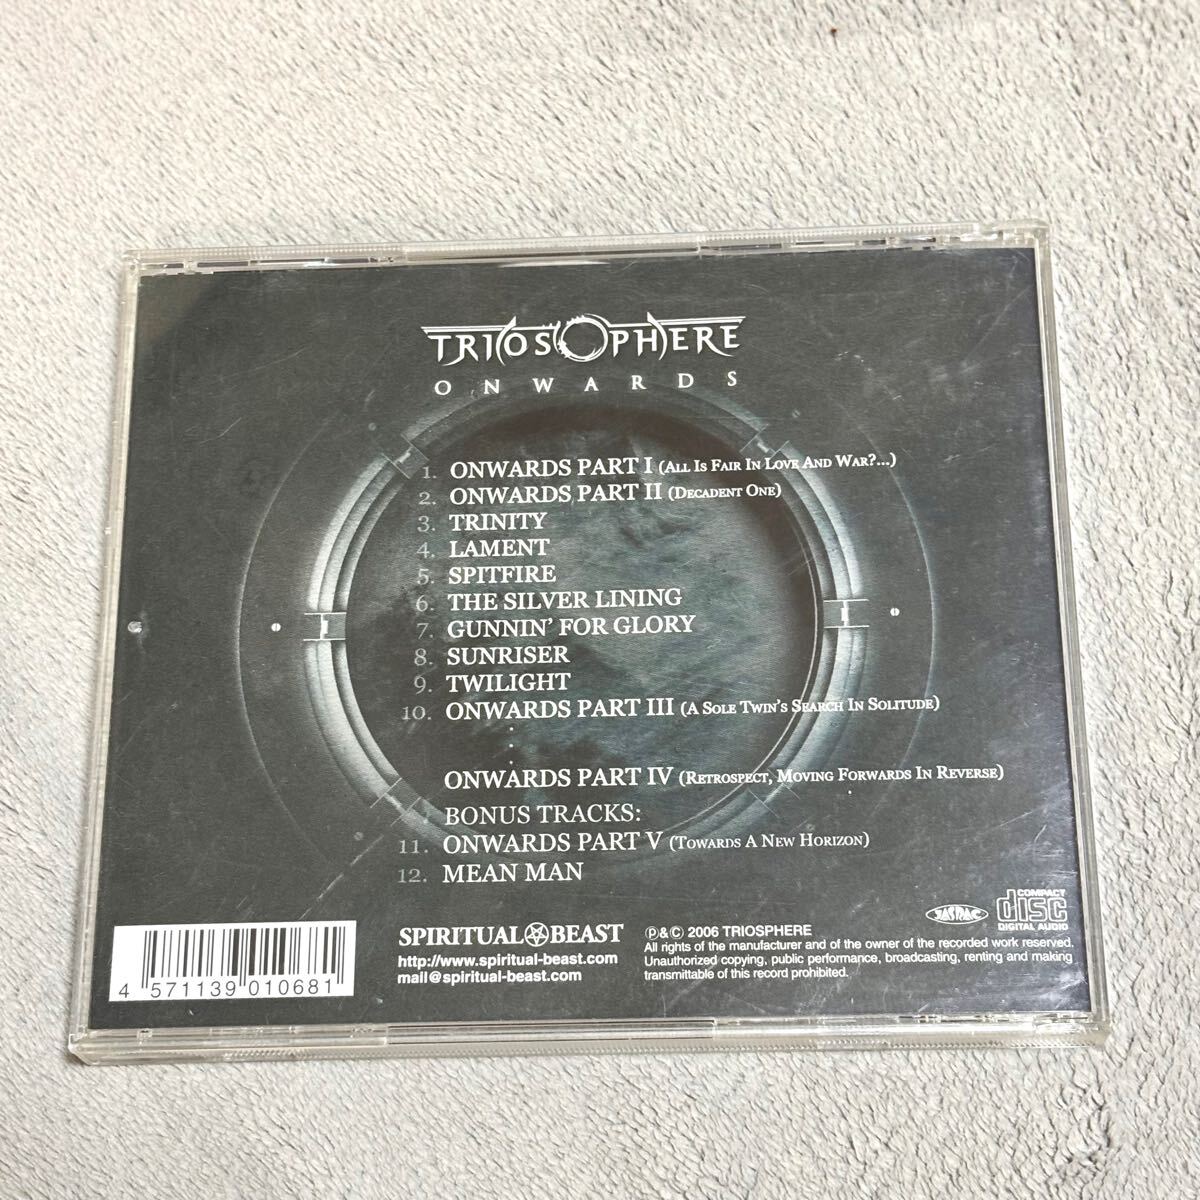 TRIOSPHERE
ONWARDS
1. ONWARDS PART I (ALL IS FAIR IN LOVE AND WAR?...)
2. ONWARDS PART II (DECADENT ONE)
3. TRINITY
4. LAMENT
5. SPITFIRE
6. THE SILVER LINING
7. GUNNIN' FOR GLORY
8. SUNRISER
9. TWILIGHT
10. ONWARDS PART III (A SOLE TWIN'S SEARCH IN SOLITUDE)
ONWARDS PART IV (RETROSPECT, MOVING FORWARDS IN REVERSE)
BONUS TRACKS:
11. ONWARDS PART V (TOWARDS A NEW HORIZON)
12. MEAN MAN
4 571139 010681
SPIRITUAL BEAST
http://www.spiritual-beast.com
mail@spiritual-beast.com
JASRAC
COMPACT
disc
DIGITAL AUDIO
℗&© 2006 TRIOSPHERE
All rights of the manufacturer and of the owner of the recorded work reserved.
Unauthorized copying, public performance, broadcasting, renting and making
transmittable of this record prohibited.